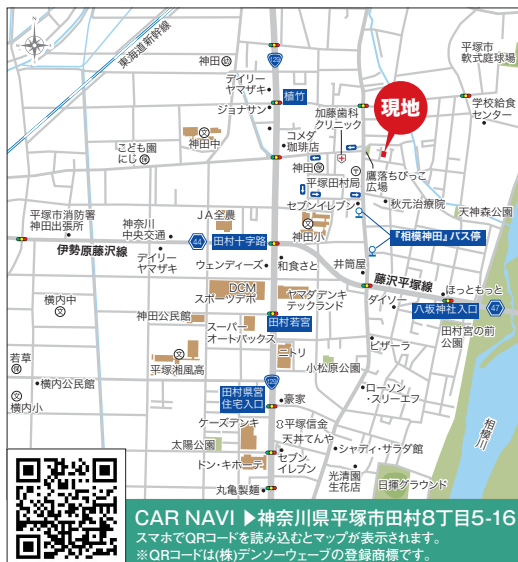 東海道新幹線
129
神田幼
平塚市
軟式庭球場
デイリー
ヤマザキ
植竹
ジョナサン
加藤歯科
クリニック
現地
学校給食
センター
コメダ
珈琲店
文
神田中
こども園
にじ保
神田保
平塚田村局
鷹落ちびっこ
広場
セブンイレブン
秋元治療院
天神森公園
平塚市消防署
神田出張所
神奈川
中央交通
JA全農
文
神田小
『相模神田』バス停
44
田村十字路
伊勢原藤沢線
デイリー
ヤマザキ
ウェンディーズ
和食さと
井筒屋
藤沢平塚線
ほっともっと
DCM
スポーツデポ
ヤマダデンキ
テックランド
ダイソー
八坂神社入口
47
横内中
文
神田公民館
田村若宮
スーパー
オートバックス
田村宮の前
公園
ピザーラ
若草
保
文
平塚湘風高
ニトリ
小松原公園
横内公民館
129
田村県営
住宅入口
ローソン
・スリーエフ
文
横内小
豪家
相模川
ケーズデンキ
平塚信金
天丼てんや
太陽公園
シャディ・サラダ館
ドン・キホーテ
セブン
イレブン
光清園
生花店
日揮グラウンド
丸亀製麺
CAR NAVI ▶神奈川県平塚市田村8丁目5-16
スマホでQRコードを読み込むとマップが表示されます。
※QRコードは(株)デンソーウェーブの登録商標です。